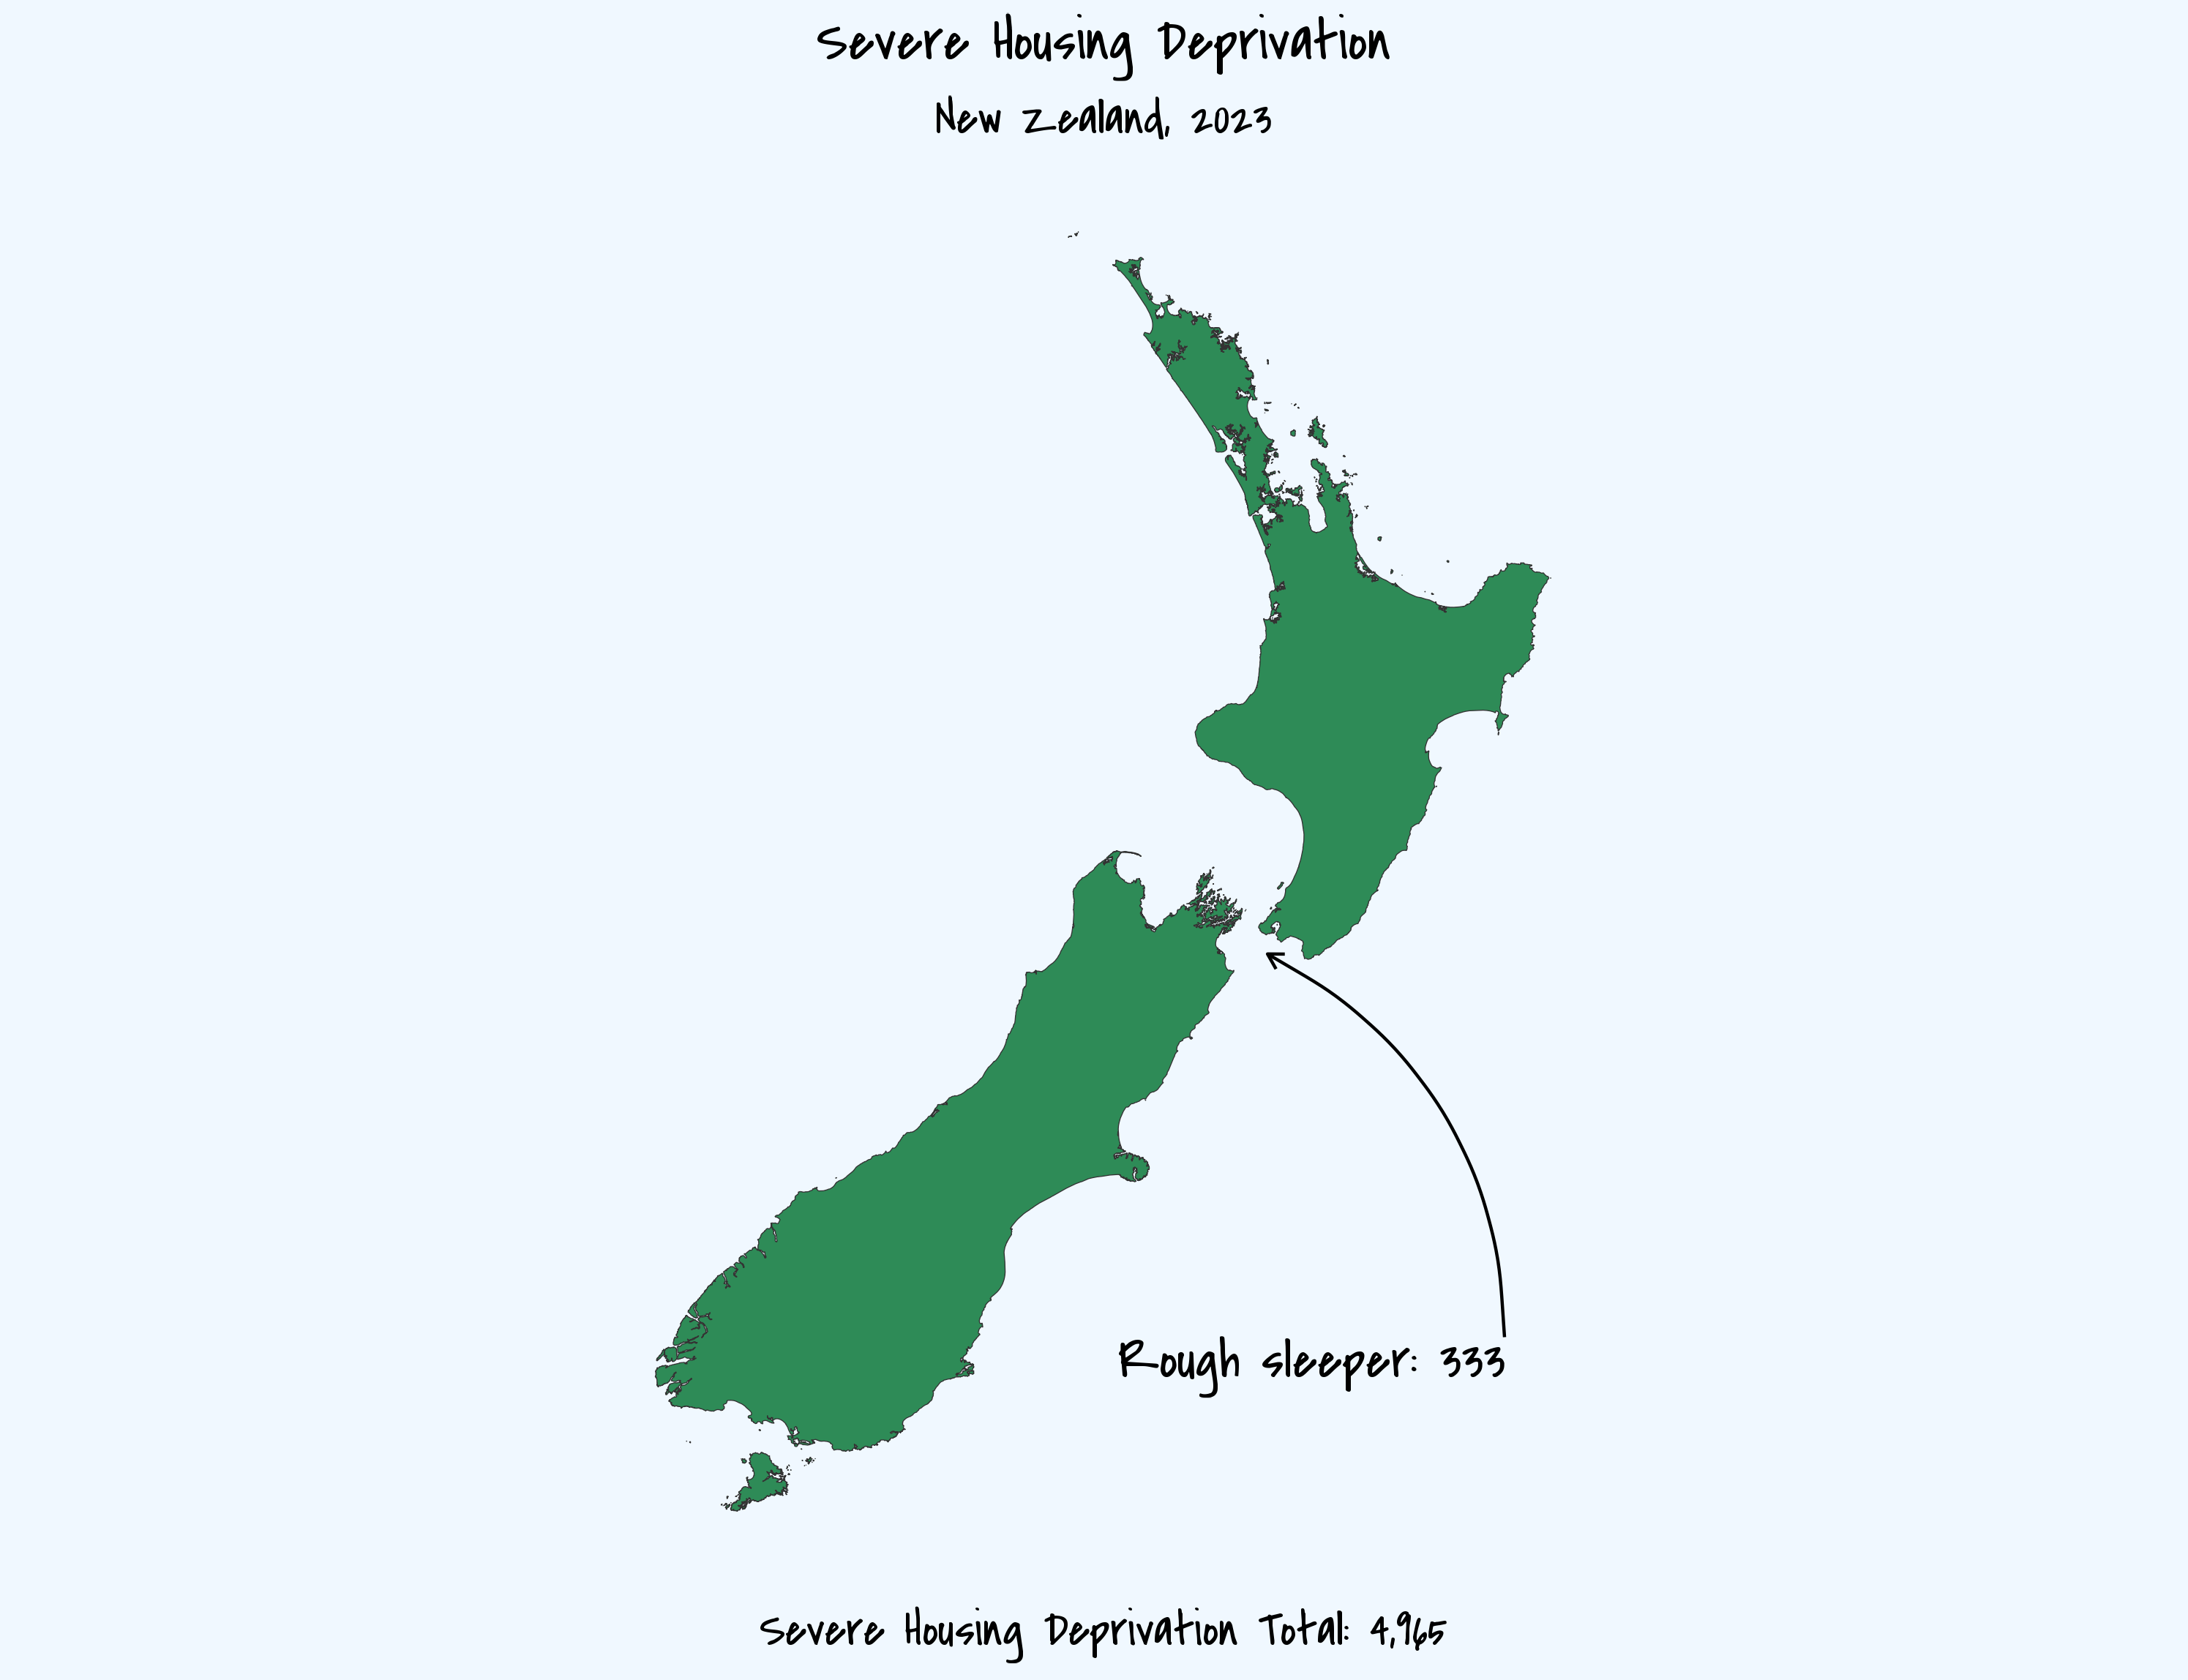 Severe Housing Deprivation
New Zealand, 2023
Rough sleeper: 333
Severe Housing Deprivation Total: 4,965